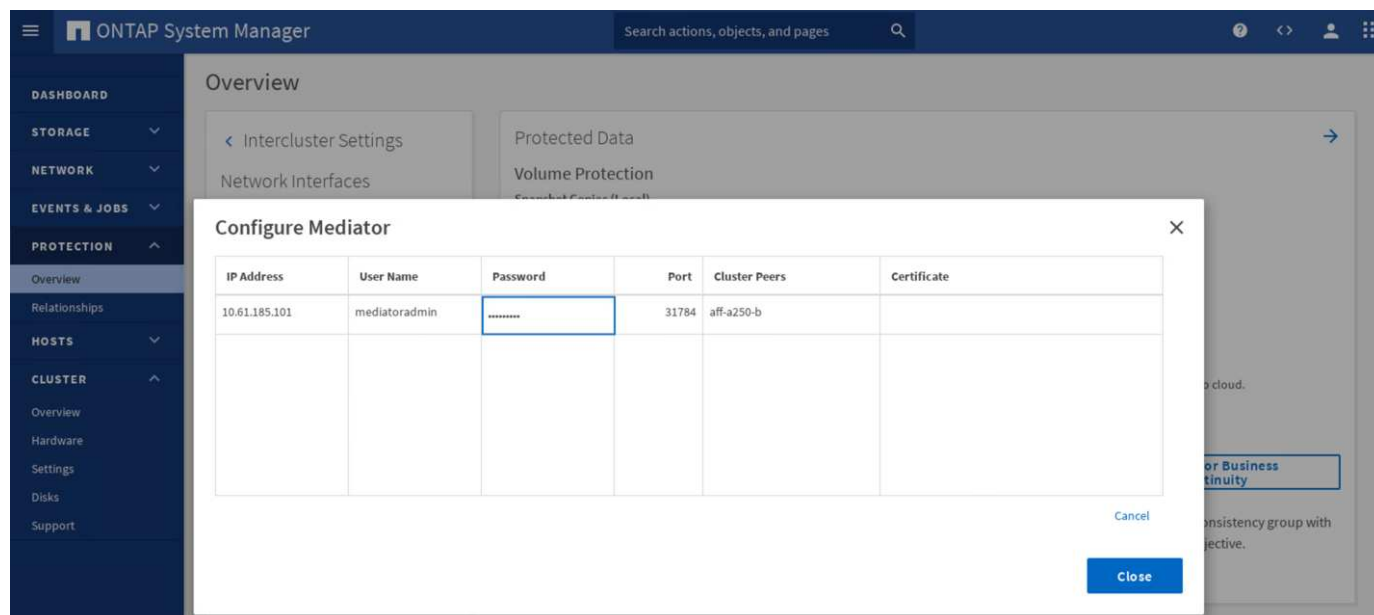 ONTAP System Manager
Search actions, objects, and pages
DASHBOARD
STORAGE
NETWORK
EVENTS & JOBS
PROTECTION
Overview
Relationships
HOSTS
CLUSTER
Overview
Hardware
Settings
Disks
Support
Overview
Intercluster Settings
Network Interfaces
Protected Data
Volume Protection
Snapshot Copies (Local)
Configure Mediator
IP Address User Name Password Port Cluster Peers Certificate
10.61.185.101 mediatoradmin ········· 31784 aff-a250-b
Cancel
Close
o cloud.
or Business
tinuity
onsistency group with
jective.